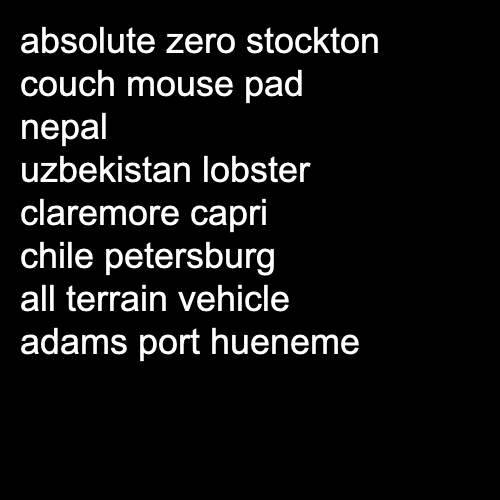 absolute zero stockton
couch mouse pad
nepal
uzbekistan lobster
claremore capri
chile petersburg
all terrain vehicle
adams port hueneme